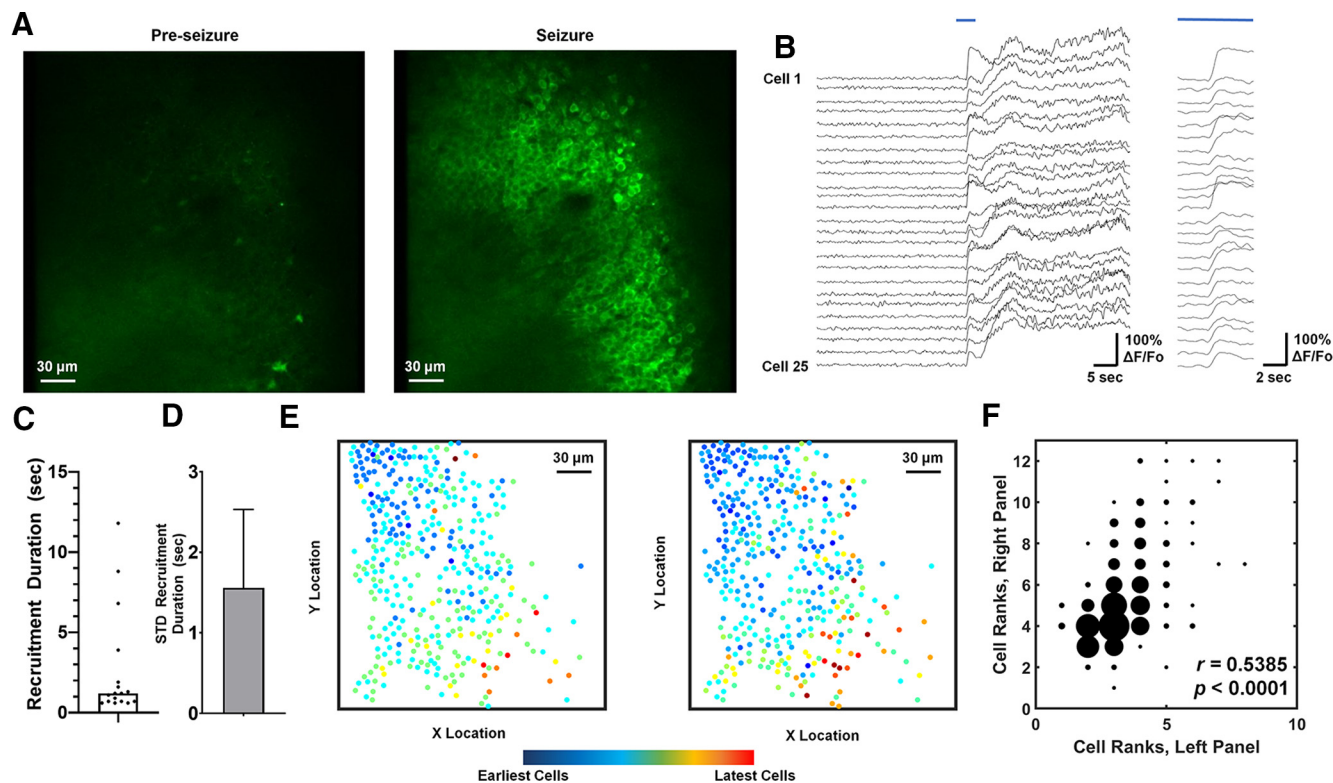 A
Pre-seizure
Seizure
30 µm
30 µm
B
Cell 1
Cell 25
100%
ΔF/Fo
5 sec
100%
ΔF/Fo
2 sec
C
Recruitment Duration (sec)
15
10
5
0
D
STD Recruitment
Duration (sec)
3
2
1
0
E
30 µm
Y Location
X Location
30 µm
Y Location
X Location
Earliest Cells
Latest Cells
F
Cell Ranks, Right Panel
12
10
8
6
4
2
0
r = 0.5385
p < 0.0001
0
5
10
Cell Ranks, Left Panel